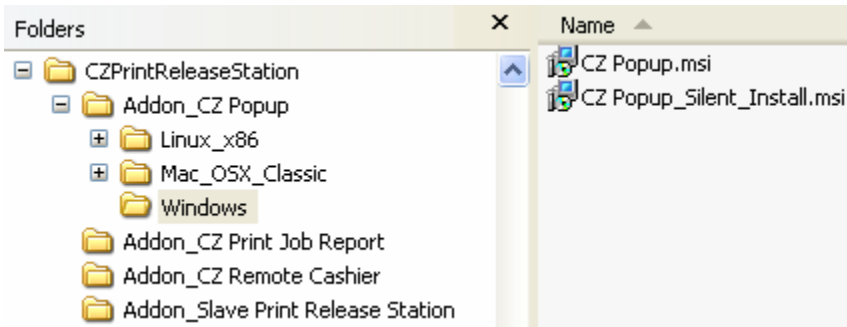 Folders
CZPrintReleaseStation
Addon_CZ Popup
Linux_x86
Mac_OSX_Classic
Windows
Addon_CZ Print Job Report
Addon_CZ Remote Cashier
Addon_Slave Print Release Station
Name
CZ Popup.msi
CZ Popup_Silent_Install.msi